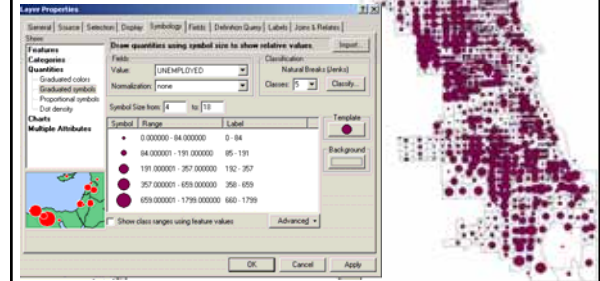 Layer Properties
General Source Selection Display Symbology Fields Definition Query Labels Joins & Relates
Show:
Features
Categories
Quantities
Graduated colors
Graduated symbols
Proportional symbols
Dot density
Charts
Multiple Attributes
Draw quantities using symbol size to show relative values.
Import...
Fields
Value: UNEMPLOYED
Normalization: none
Classification
Natural Breaks (Jenks)
Classes: 5 Classify...
Symbol Size from: 4 to: 18
Symbol Range Label
0.000000 - 84.000000 0 - 84
84.000001 - 191.000000 85 - 191
191.000001 - 357.000000 192 - 357
357.000001 - 659.000000 358 - 659
659.000001 - 1799.000000 660 - 1799
Template
Background
Show class ranges using feature values
Advanced
OK Cancel Apply